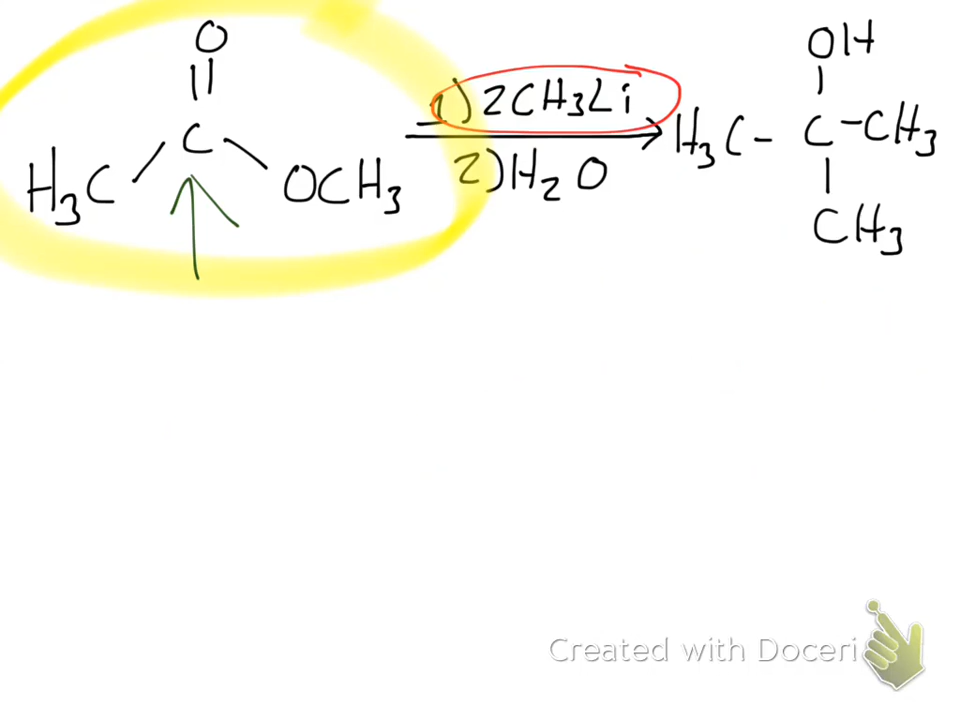 O
||
C
H3C / \ OCH3
1) 2CH3Li
2) H2O
OH
H3C - C - CH3
CH3
Created with Doceri